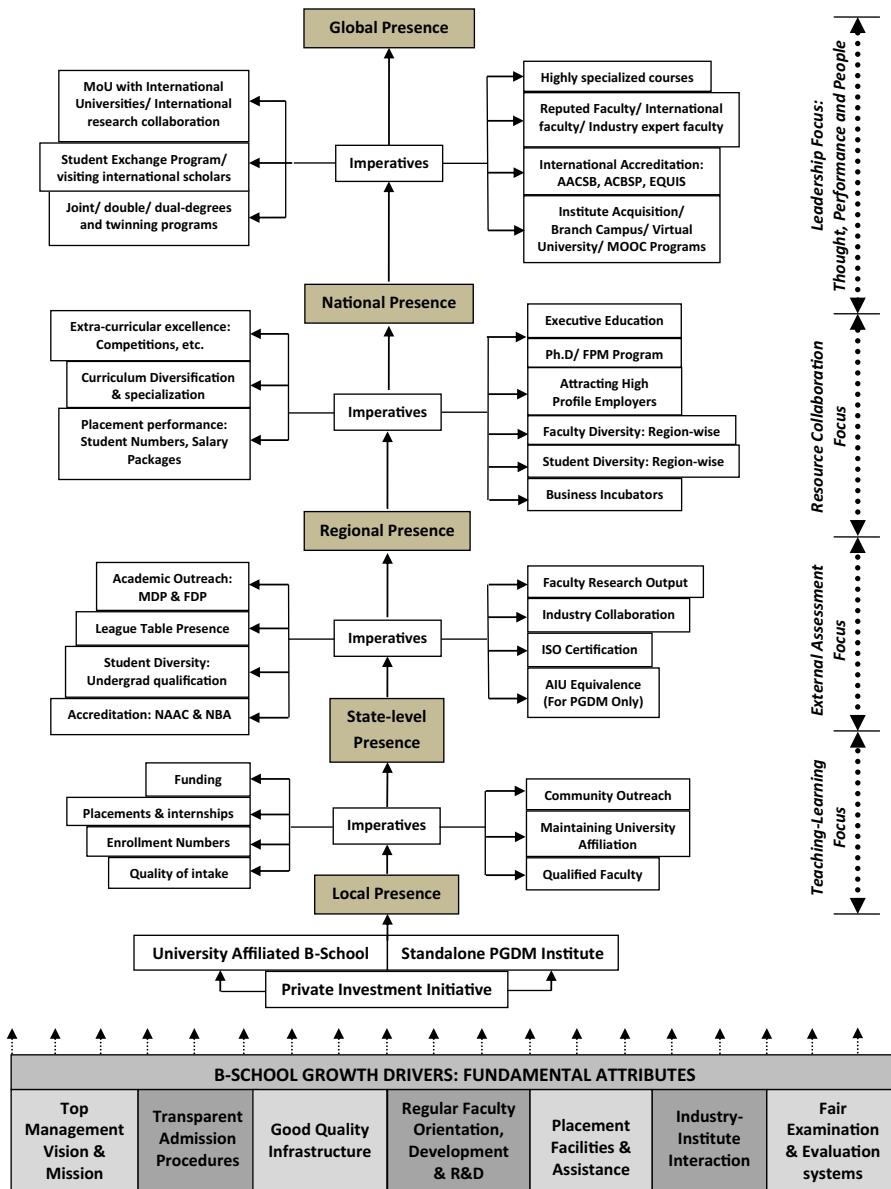 Global Presence
MoU with International
Universities/ International
research collaboration
Student Exchange Program/
visiting international scholars
Joint/ double/ dual-degrees
and twinning programs
Imperatives
Highly specialized courses
Reputed Faculty/ International
faculty/ Industry expert faculty
International Accreditation:
AACSB, ACBSP, EQUIS
Institute Acquisition/
Branch Campus/ Virtual
University/ MOOC Programs
Leadership Focus:
Thought, Performance and People
National Presence
Extra-curricular excellence:
Competitions, etc.
Curriculum Diversification
& specialization
Placement performance:
Student Numbers, Salary
Packages
Imperatives
Executive Education
Ph.D/ FPM Program
Attracting High
Profile Employers
Faculty Diversity: Region-wise
Student Diversity: Region-wise
Business Incubators
Resource Collaboration
Focus
Regional Presence
Academic Outreach:
MDP & FDP
League Table Presence
Student Diversity:
Undergrad qualification
Accreditation: NAAC & NBA
Imperatives
Faculty Research Output
Industry Collaboration
ISO Certification
AIU Equivalence
(For PGDM Only)
External Assessment
Focus
State-level
Presence
Funding
Placements & internships
Enrollment Numbers
Quality of intake
Imperatives
Community Outreach
Maintaining University
Affiliation
Qualified Faculty
Teaching-Learning
Focus
Local Presence
University Affiliated B-School
Standalone PGDM Institute
Private Investment Initiative
B-SCHOOL GROWTH DRIVERS: FUNDAMENTAL ATTRIBUTES
Top
Management
Vision &
Mission
Transparent
Admission
Procedures
Good Quality
Infrastructure
Regular Faculty
Orientation,
Development
& R&D
Placement
Facilities &
Assistance
Industry-
Institute
Interaction
Fair
Examination
& Evaluation
systems